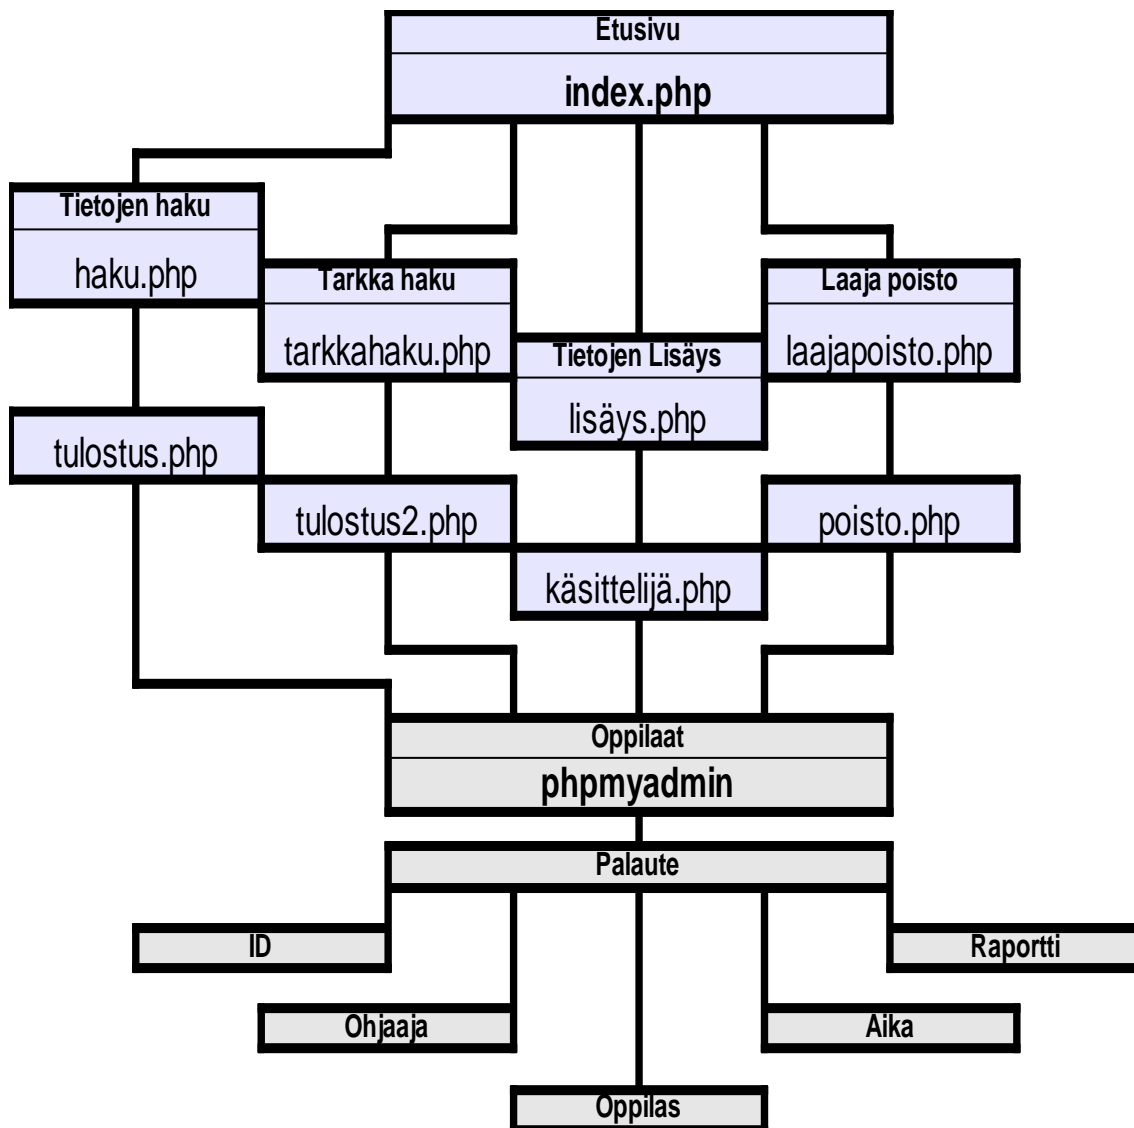 Etusivu
index.php
Tietojen haku
haku.php
Tarkka haku
tarkkahaku.php
Tietojen Lisäys
lisäys.php
Laaja poisto
laajapoisto.php
tulostus.php
tulostus2.php
käsittelijä.php
poisto.php
Oppilaat
phpmyadmin
Palaute
ID
Raportti
Ohjaaja
Aika
Oppilas